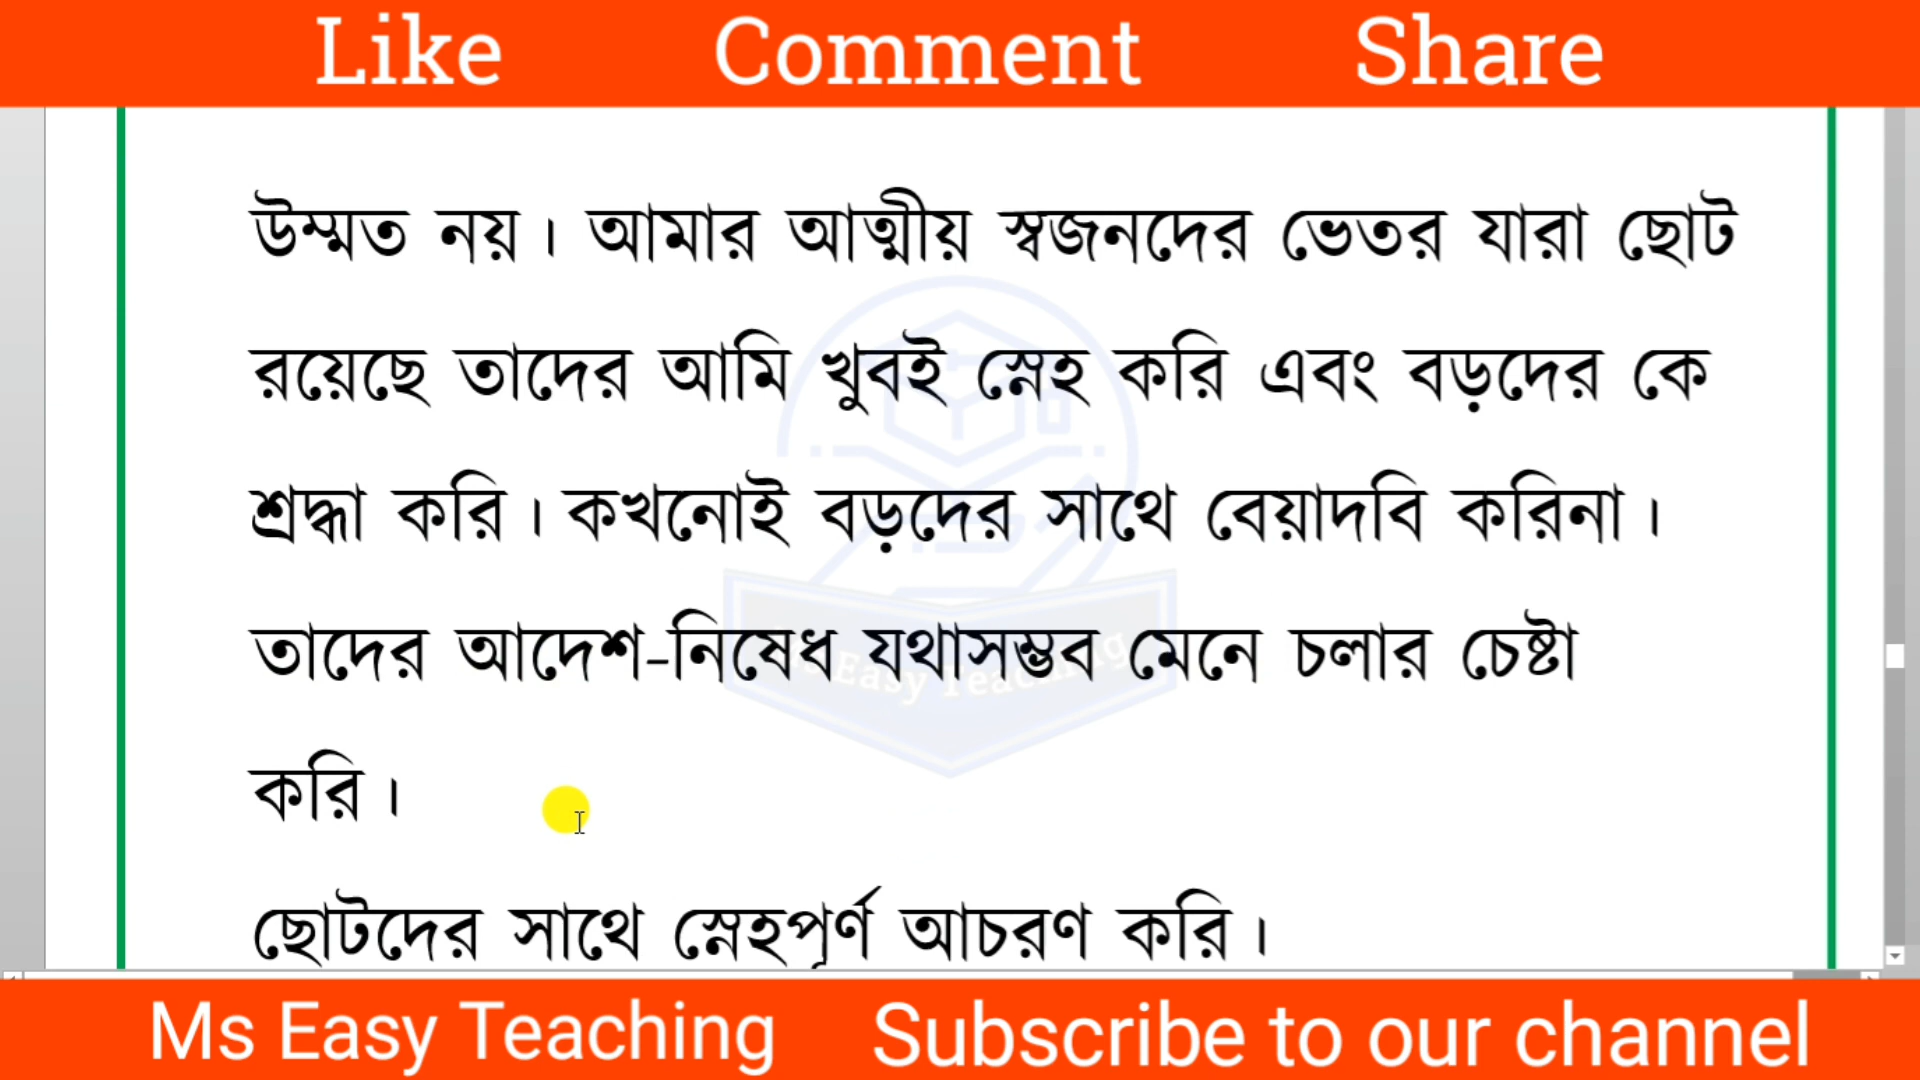 Like Comment Share
উম্মত নয়। আমার আত্মীয় স্বজনদের ভেতর যারা ছোট
রয়েছে তাদের আমি খুবই স্নেহ করি এবং বড়দের কে
শ্রদ্ধা করি। কখনোই বড়দের সাথে বেয়াদবি করিনা।
তাদের আদেশ-নিষেধ যথাসম্ভব মেনে চলার চেষ্টা
Easy Teaching
করি।
ছোটদের সাথে স্নেহপূর্ণ আচরণ করি।
Ms Easy Teaching Subscribe to our channel